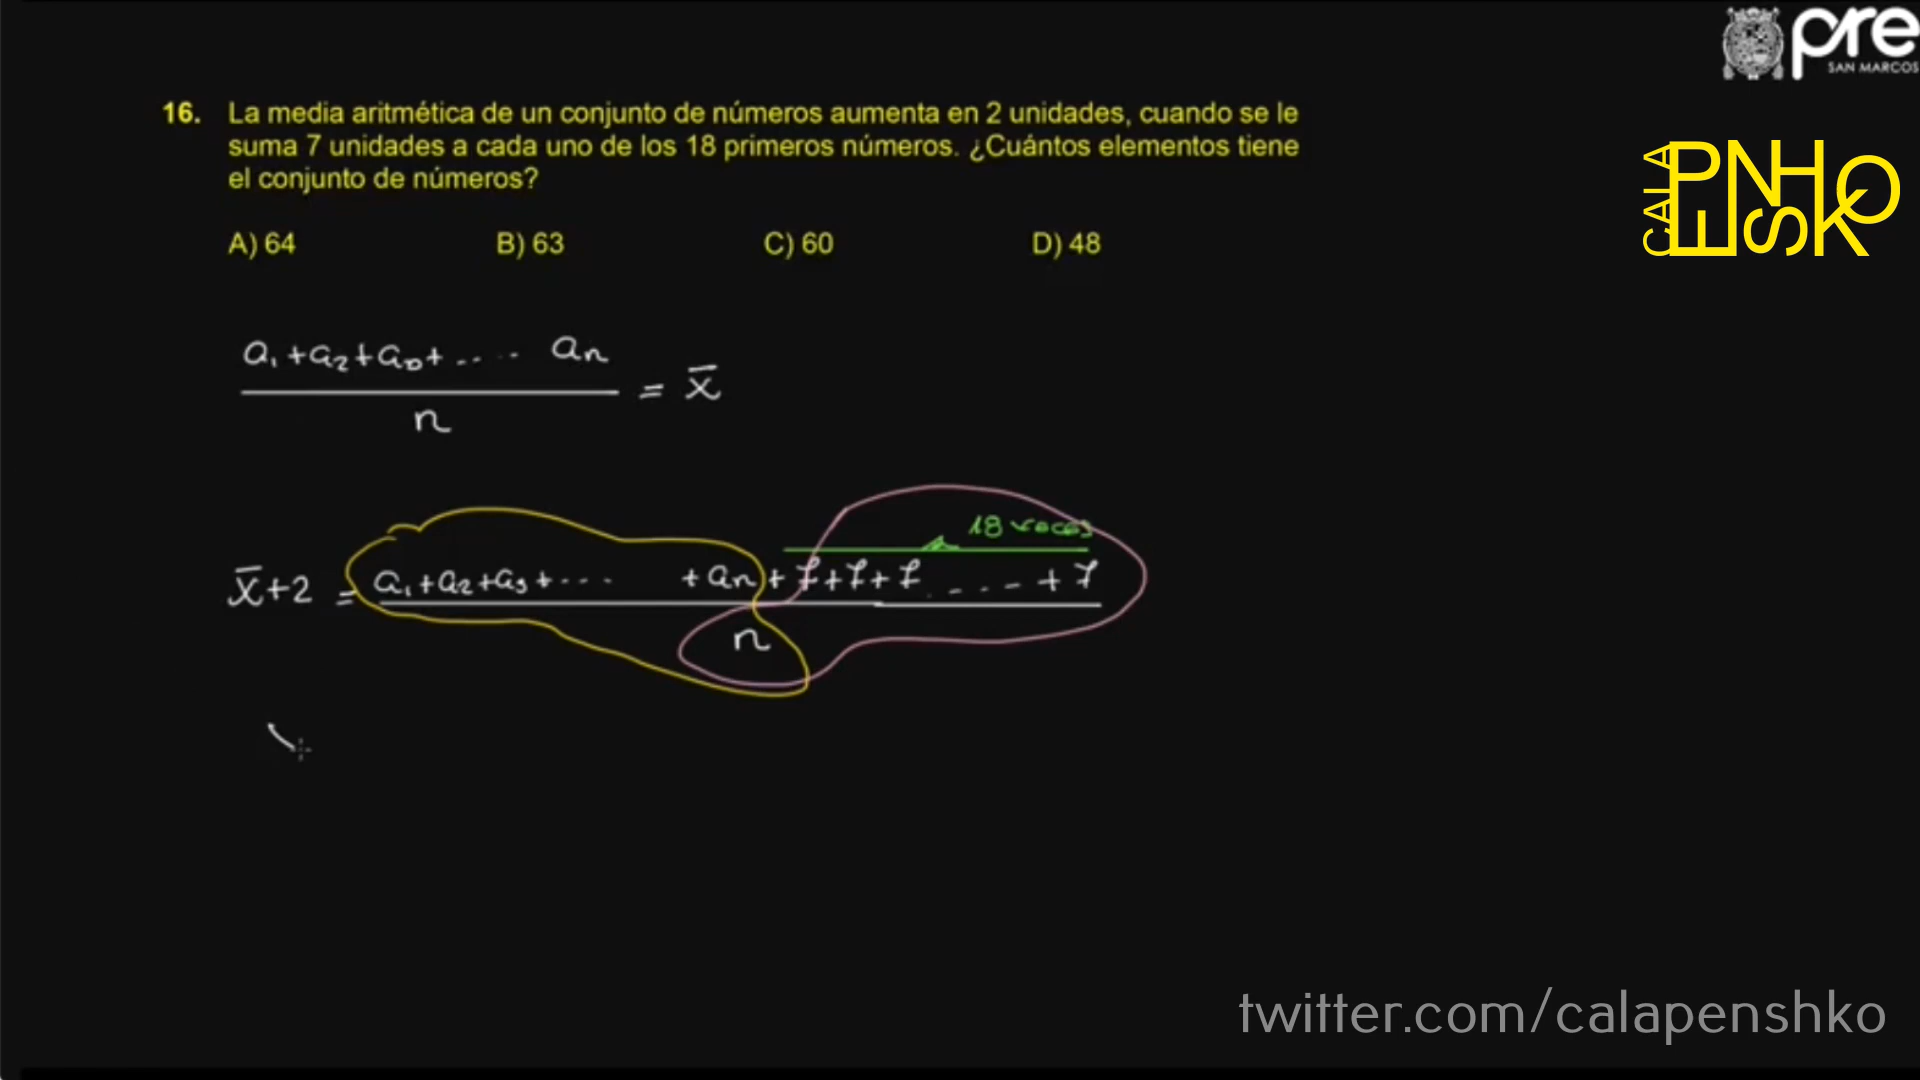 pre
SAN MARCOS
16. La media aritmética de un conjunto de números aumenta en 2 unidades, cuando se le
suma 7 unidades a cada uno de los 18 primeros números. ¿Cuántos elementos tiene
el conjunto de números?
CALA
PENSHKO
A) 64 B) 63 C) 60 D) 48
a₁+a₂+a₃+.... aₙ
n
= x̄
18 veces
x̄+2 = a₁+a₂+a₃+... +aₙ+7+7+7....+7
n
twitter.com/calapenshko